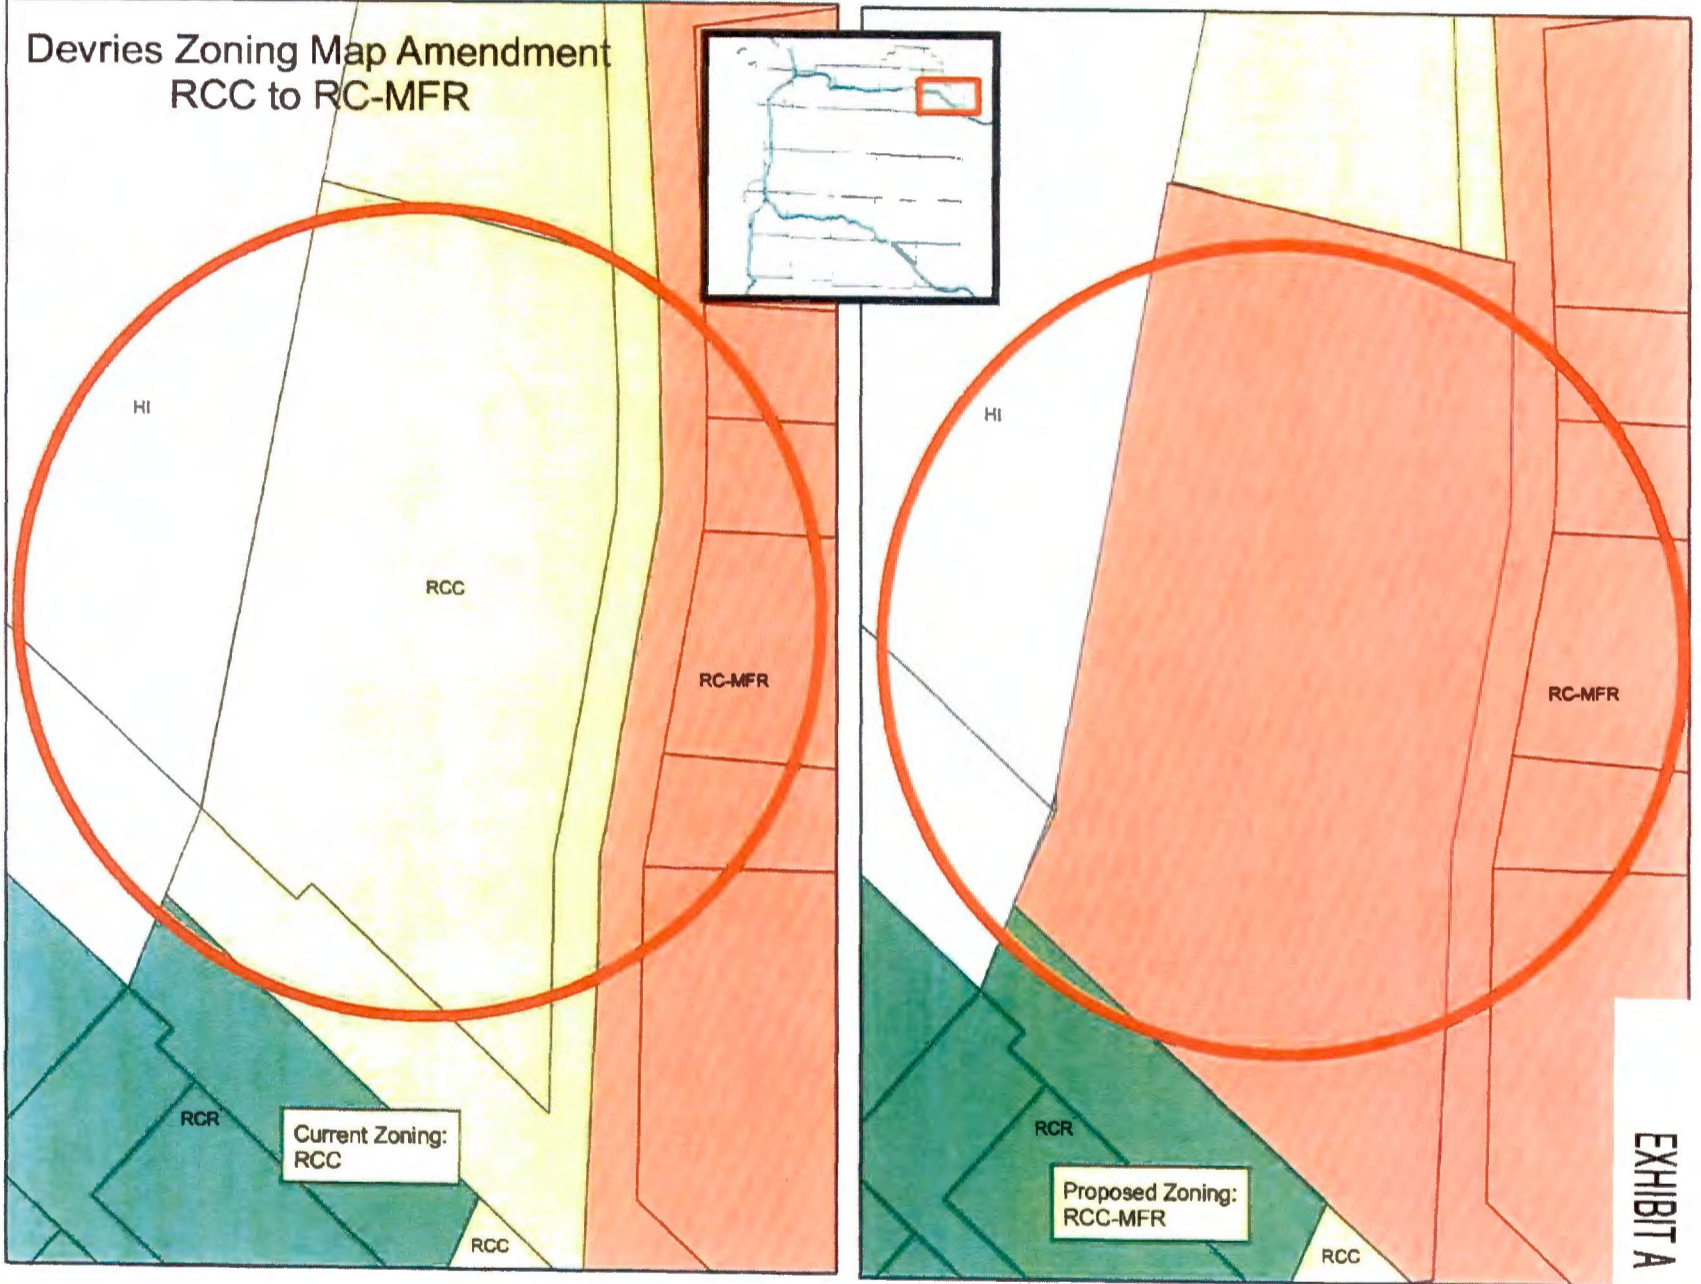 Devries Zoning Map Amendment
RCC to RC-MFR
HI
RCC
RC-MFR
RCR
Current Zoning:
RCC
RCC
HI
RC-MFR
RCR
Proposed Zoning:
RCC-MFR
RCC
EXHIBIT A